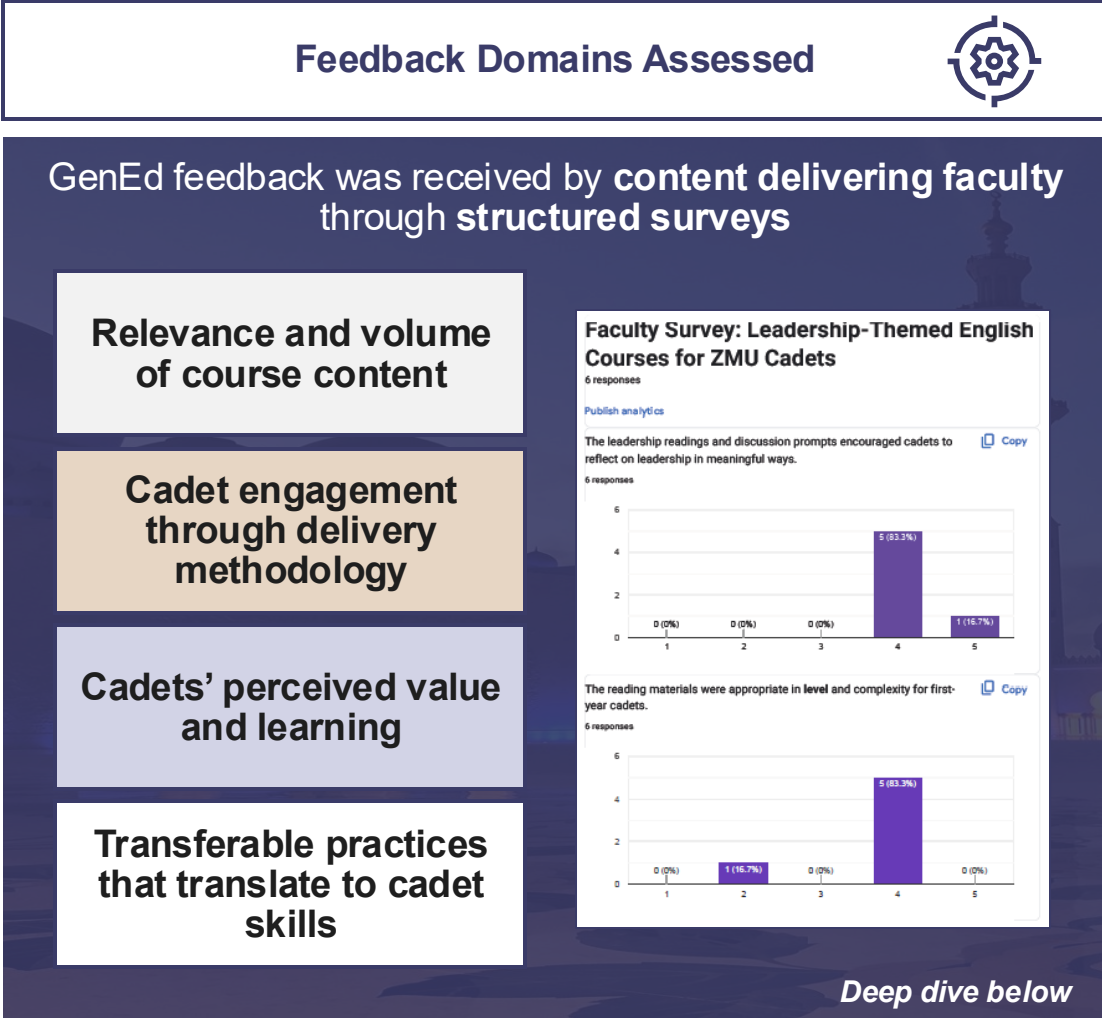 Feedback Domains Assessed
GenEd feedback was received by content delivering faculty
through structured surveys
Relevance and volume
of course content
Cadet engagement
through delivery
methodology
Cadets' perceived value
and learning
Transferable practices
that translate to cadet
skills
Faculty Survey: Leadership-Themed English
Courses for ZMU Cadets
6 responses
Publish analytics
The leadership readings and discussion prompts encouraged cadets to
reflect on leadership in meaningful ways.
Copy
6 responses
6
4
2
0
0 (0%)
0 (0%)
0 (0%)
5 (83.3%)
1 (16.7%)
1
2
3
4
5
The reading materials were appropriate in level and complexity for first-
year cadets.
Copy
6 responses
6
4
2
0
0 (0%)
1 (16.7%)
0 (0%)
5 (83.3%)
0 (0%)
1
2
3
4
5
Deep dive below